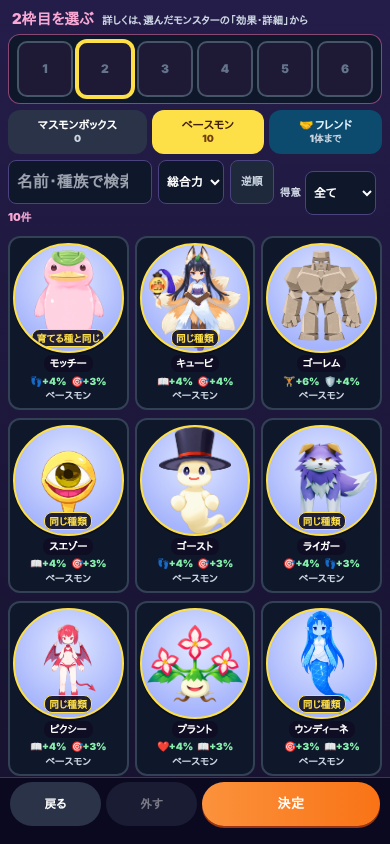 2枠目を選ぶ 詳しくは、選んだモンスターの「効果・詳細」から
1 2 3 4 5 6
マスモンボックス ベースモン 🤝フレンド
0 10 1体まで
名前・種族で検索 総合力 逆順 得意 全て
10件
育てる種と同じ 同じ種類
モッチー キュービ ゴーレム
👣+4% 🎯+3% 📖+4% 🎯+4% 🏋+6% 🛡+4%
ベースモン ベースモン ベースモン
同じ種類 同じ種類 同じ種類
スエゾー ゴースト ライガー
📖+4% 🎯+3% 👣+4% 🎯+3% 🎯+4% 👣+3%
ベースモン ベースモン ベースモン
同じ種類 同じ種類 同じ種類
ピクシー プラント ウンディーネ
📖+4% 🎯+3% ❤️+4% 📖+3% 🎯+3% 📖+3%
ベースモン ベースモン ベースモン
戻る 外す 決定